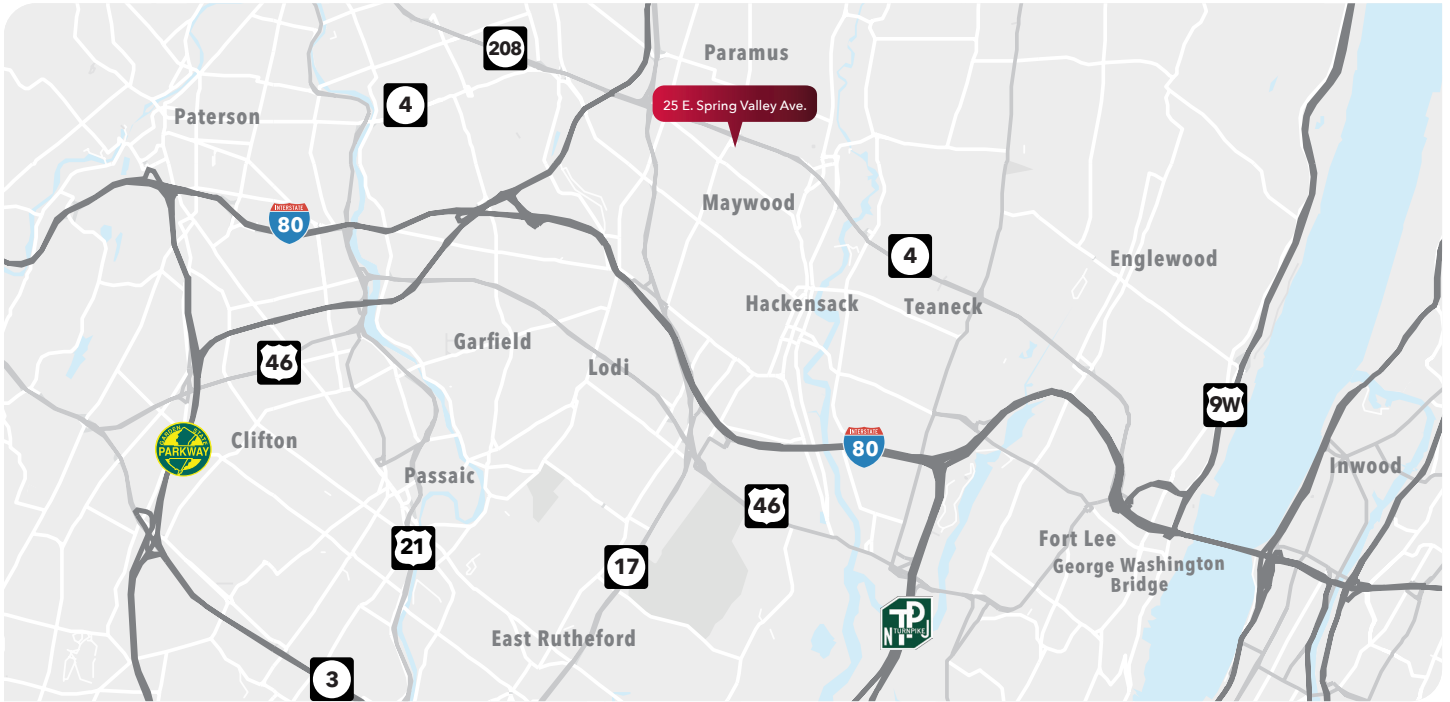 208
Paramus
4
25 E. Spring Valley Ave.
Paterson
Maywood
INTERSTATE
80
4
Englewood
Hackensack
Teaneck
Garfield
46
Lodi
9W
GARDEN STATE
PARKWAY
Clifton
INTERSTATE
80
Inwood
Passaic
46
21
Fort Lee
17
George Washington
Bridge
TP
N TURNPIKE J
East Rutheford
3